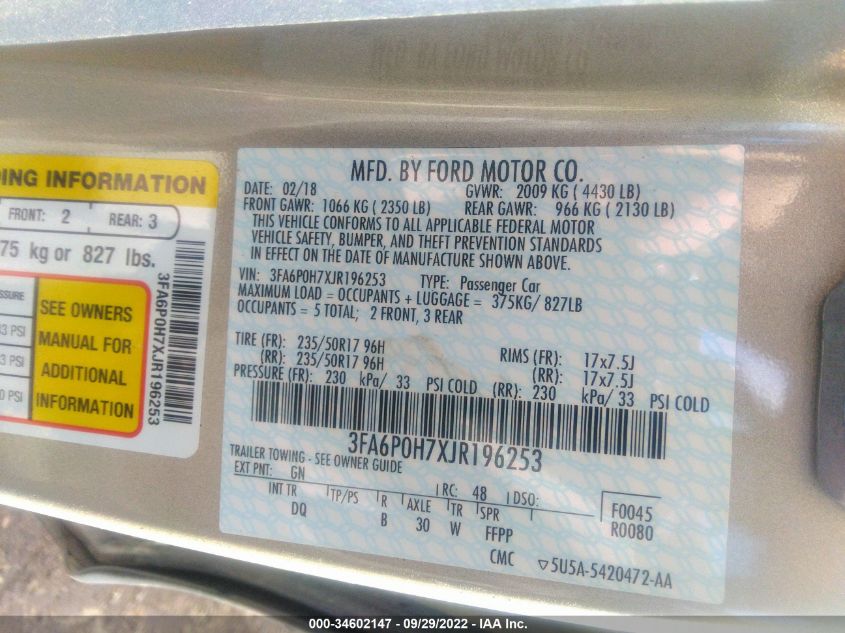 ING INFORMATION
FRONT: 2 REAR: 3
75 kg or 827 lbs.
SEE OWNERS
MANUAL FOR
ADDITIONAL
INFORMATION
3 PSI
3 PSI
0 PSI
3FA6P0H7XJR196253
MFD. BY FORD MOTOR CO.
DATE: 02/18 GVWR: 2009 KG ( 4430 LB)
FRONT GAWR: 1066 KG ( 2350 LB) REAR GAWR: 966 KG ( 2130 LB)
THIS VEHICLE CONFORMS TO ALL APPLICABLE FEDERAL MOTOR
VEHICLE SAFETY, BUMPER, AND THEFT PREVENTION STANDARDS
IN EFFECT ON THE DATE OF MANUFACTURE SHOWN ABOVE.
VIN: 3FA6P0H7XJR196253 TYPE: Passenger Car
MAXIMUM LOAD = OCCUPANTS + LUGGAGE = 375KG/ 827LB
OCCUPANTS = 5 TOTAL; 2 FRONT, 3 REAR
TIRE (FR): 235/50R17 96H RIMS (FR): 17x7.5J
(RR): 235/50R17 96H (RR): 17x7.5J
PRESSURE (FR): 230 kPa/ 33 PSI COLD (RR): 230 kPa/ 33 PSI COLD
3FA6P0H7XJR196253
TRAILER TOWING - SEE OWNER GUIDE
EXT PNT: GN RC: 48 DSO: F0045
INT TR TP/PS R AXLE TR SPR R0080
DQ B 30 W FFPP
CMC ▽5U5A-5420472-AA
000-34602147 - 09/29/2022 - IAA Inc.